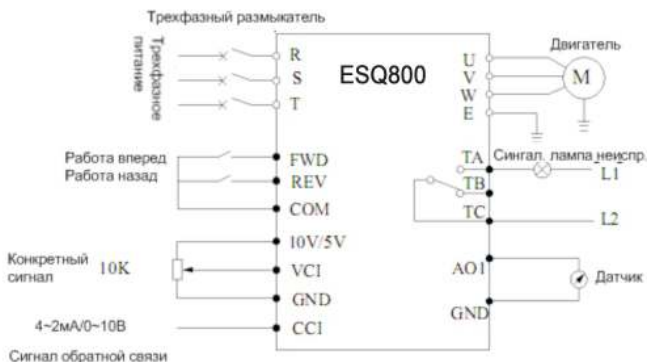 Трехфазный размыкатель
Трехфазное
питание
R
S
T
ESQ800
U
V
W
E
Двигатель
M
Работа вперед
Работа назад
FWD
REV
COM
TA
TB
TC
Сингал. лампа неиспр.
L1
L2
Конкретный
сигнал
10K
10V/5V
VCI
GND
CCI
AO1
GND
Датчик
4~2мА/0~10В
Сигнал обратной связи